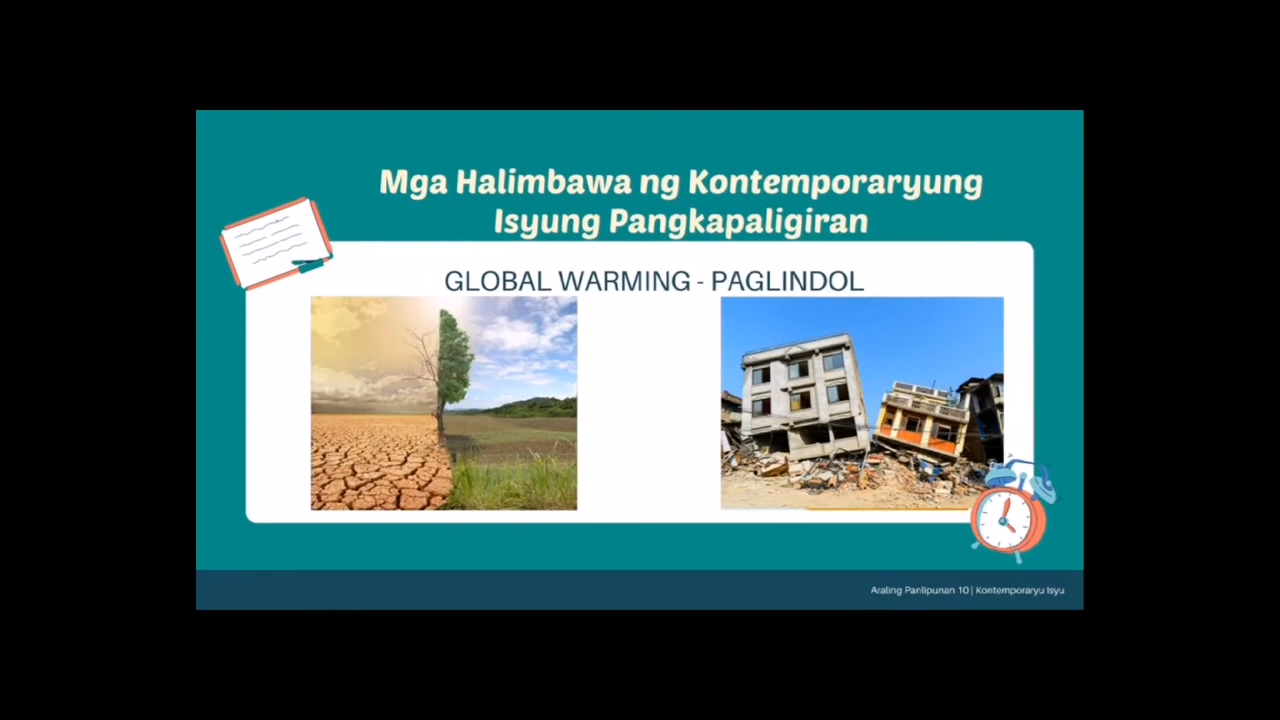 Mga Halimbawa ng Kontemporaryung
Isyung Pangkapaligiran
GLOBAL WARMING - PAGLINDOL
Araling Panlipunan 10 | Kontemporaryu Isyu